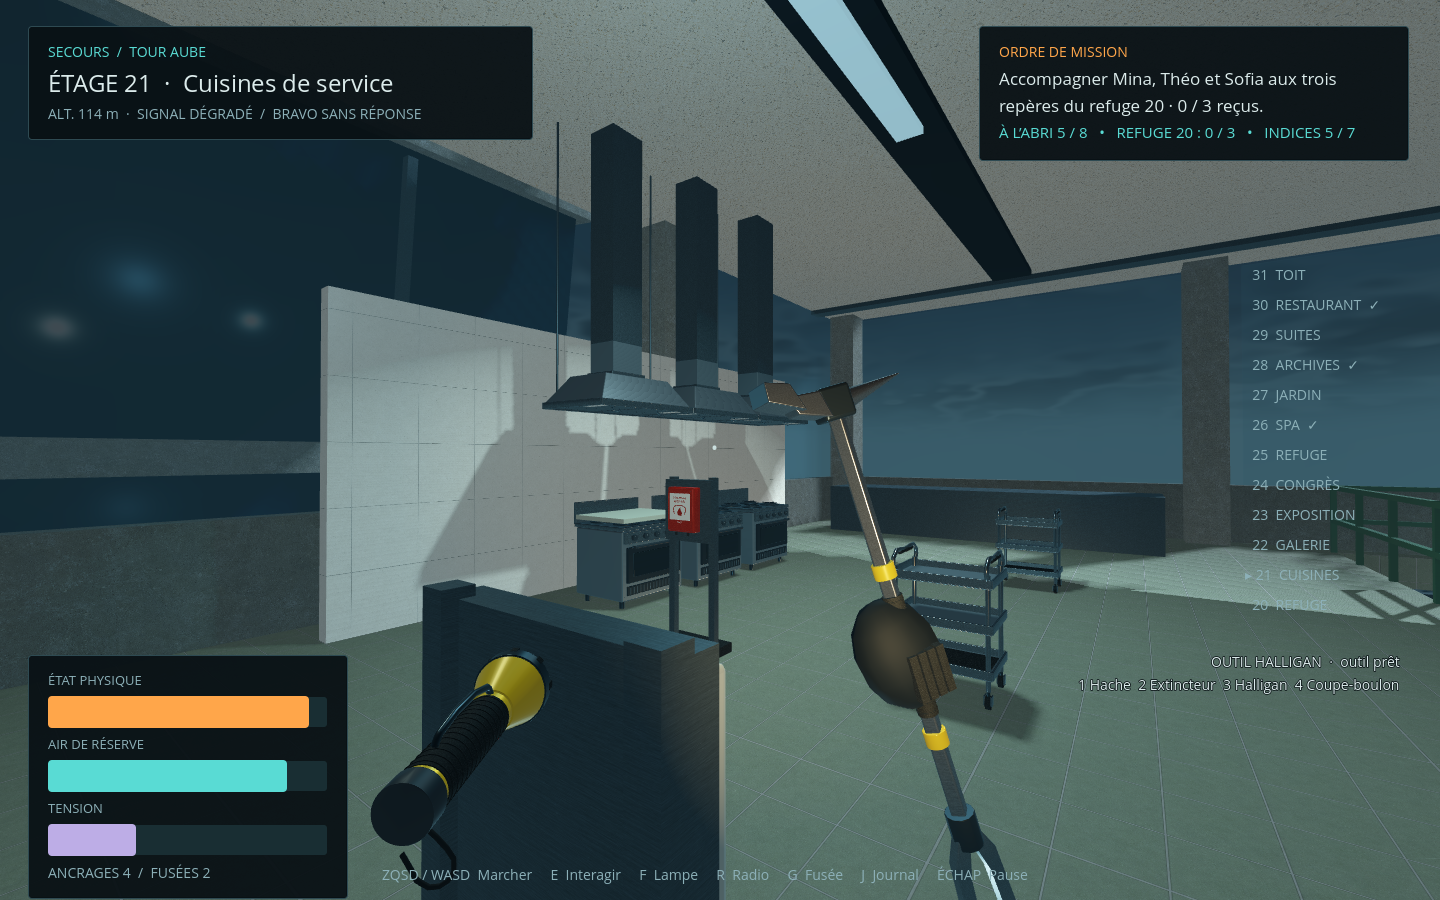 SECOURS / TOUR AUBE
ÉTAGE 21 · Cuisines de service
ALT. 114 m · SIGNAL DÉGRADÉ / BRAVO SANS RÉPONSE
ORDRE DE MISSION
Accompagner Mina, Théo et Sofia aux trois
repères du refuge 20 · 0 / 3 reçus.
À L'ABRI 5 / 8 • REFUGE 20 : 0 / 3 • INDICES 5 / 7
31 TOIT
30 RESTAURANT ✓
29 SUITES
28 ARCHIVES ✓
27 JARDIN
26 SPA ✓
25 REFUGE
24 CONGRÈS
23 EXPOSITION
22 GALERIE
▸ 21 CUISINES
20 REFUGE
OUTIL HALLIGAN · outil prêt
1 Hache 2 Extincteur 3 Halligan 4 Coupe-boulon
ÉTAT PHYSIQUE
AIR DE RÉSERVE
TENSION
ANCRAGES 4 / FUSÉES 2
ZQSD / WASD Marcher E Interagir F Lampe R Radio G Fusée J Journal ÉCHAP Pause